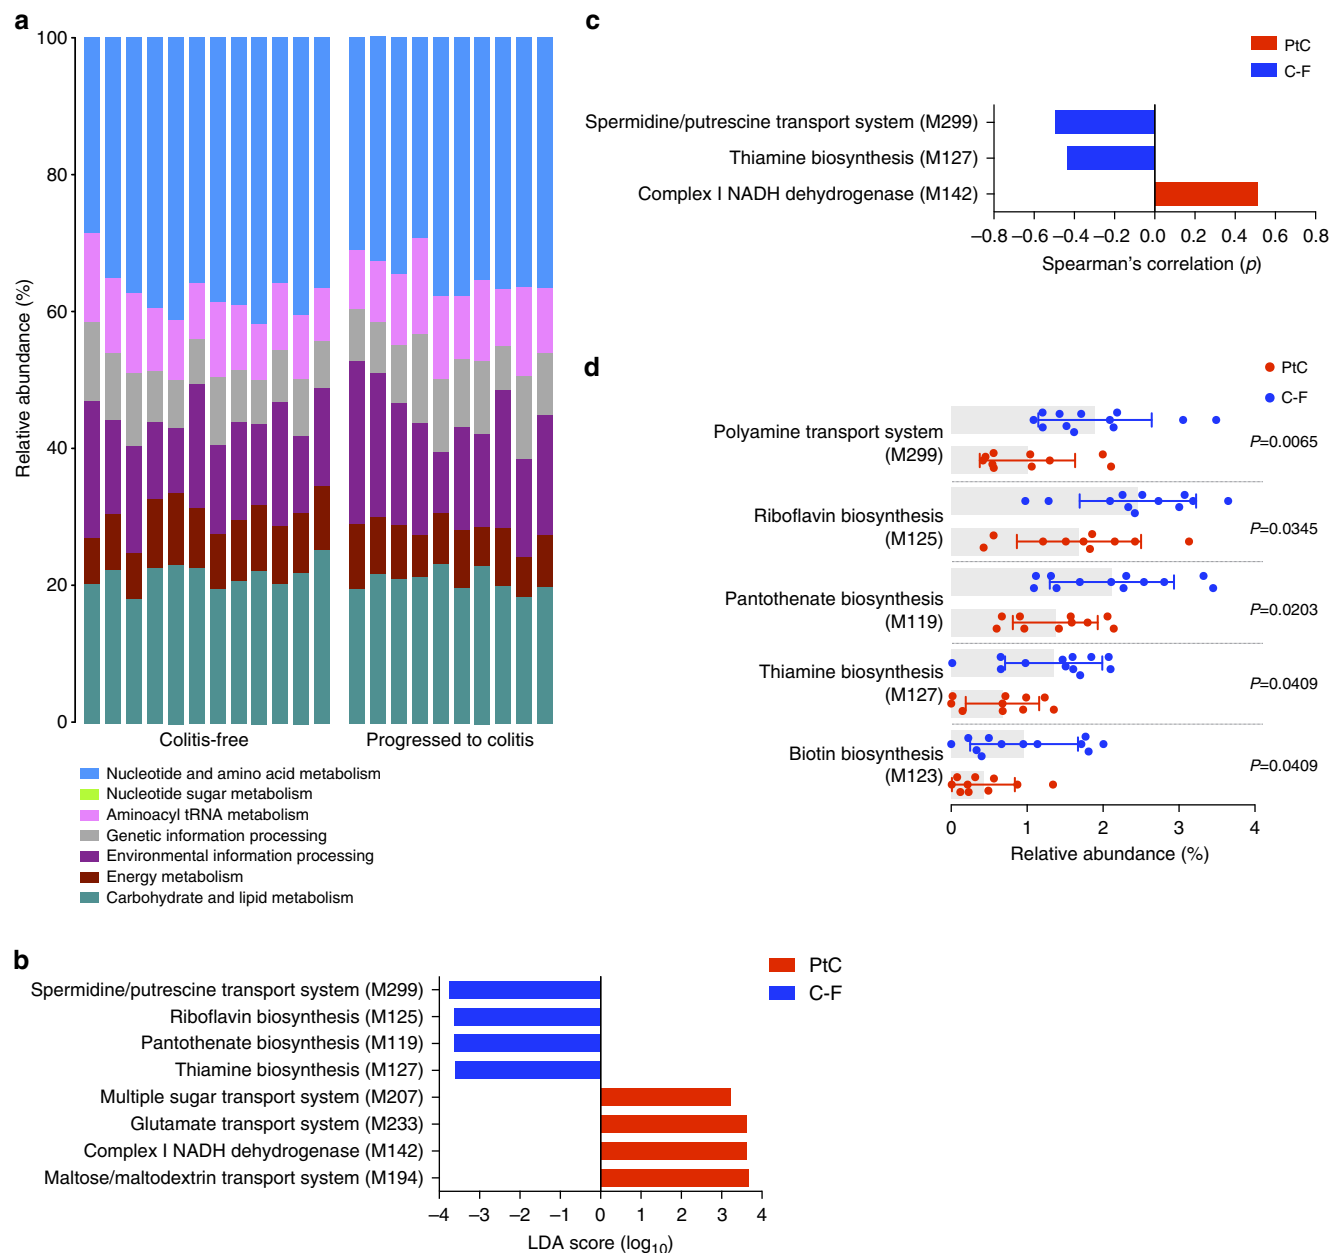 a
100
80
60
40
20
0
Relative abundance (%)
Colitis-free
Progressed to colitis
Nucleotide and amino acid metabolism
Nucleotide sugar metabolism
Aminoacyl tRNA metabolism
Genetic information processing
Environmental information processing
Energy metabolism
Carbohydrate and lipid metabolism
b
PtC
C-F
Spermidine/putrescine transport system (M299)
Riboflavin biosynthesis (M125)
Pantothenate biosynthesis (M119)
Thiamine biosynthesis (M127)
Multiple sugar transport system (M207)
Glutamate transport system (M233)
Complex I NADH dehydrogenase (M142)
Maltose/maltodextrin transport system (M194)
–4 –3 –2 –1 0 1 2 3 4
LDA score (log10)
c
PtC
C-F
Spermidine/putrescine transport system (M299)
Thiamine biosynthesis (M127)
Complex I NADH dehydrogenase (M142)
–0.8 –0.6 –0.4 –0.2 0.0 0.2 0.4 0.6 0.8
Spearman's correlation (p)
d
PtC
C-F
Polyamine transport system
(M299)
P=0.0065
Riboflavin biosynthesis
(M125)
P=0.0345
Pantothenate biosynthesis
(M119)
P=0.0203
Thiamine biosynthesis
(M127)
P=0.0409
Biotin biosynthesis
(M123)
P=0.0409
0 1 2 3 4
Relative abundance (%)